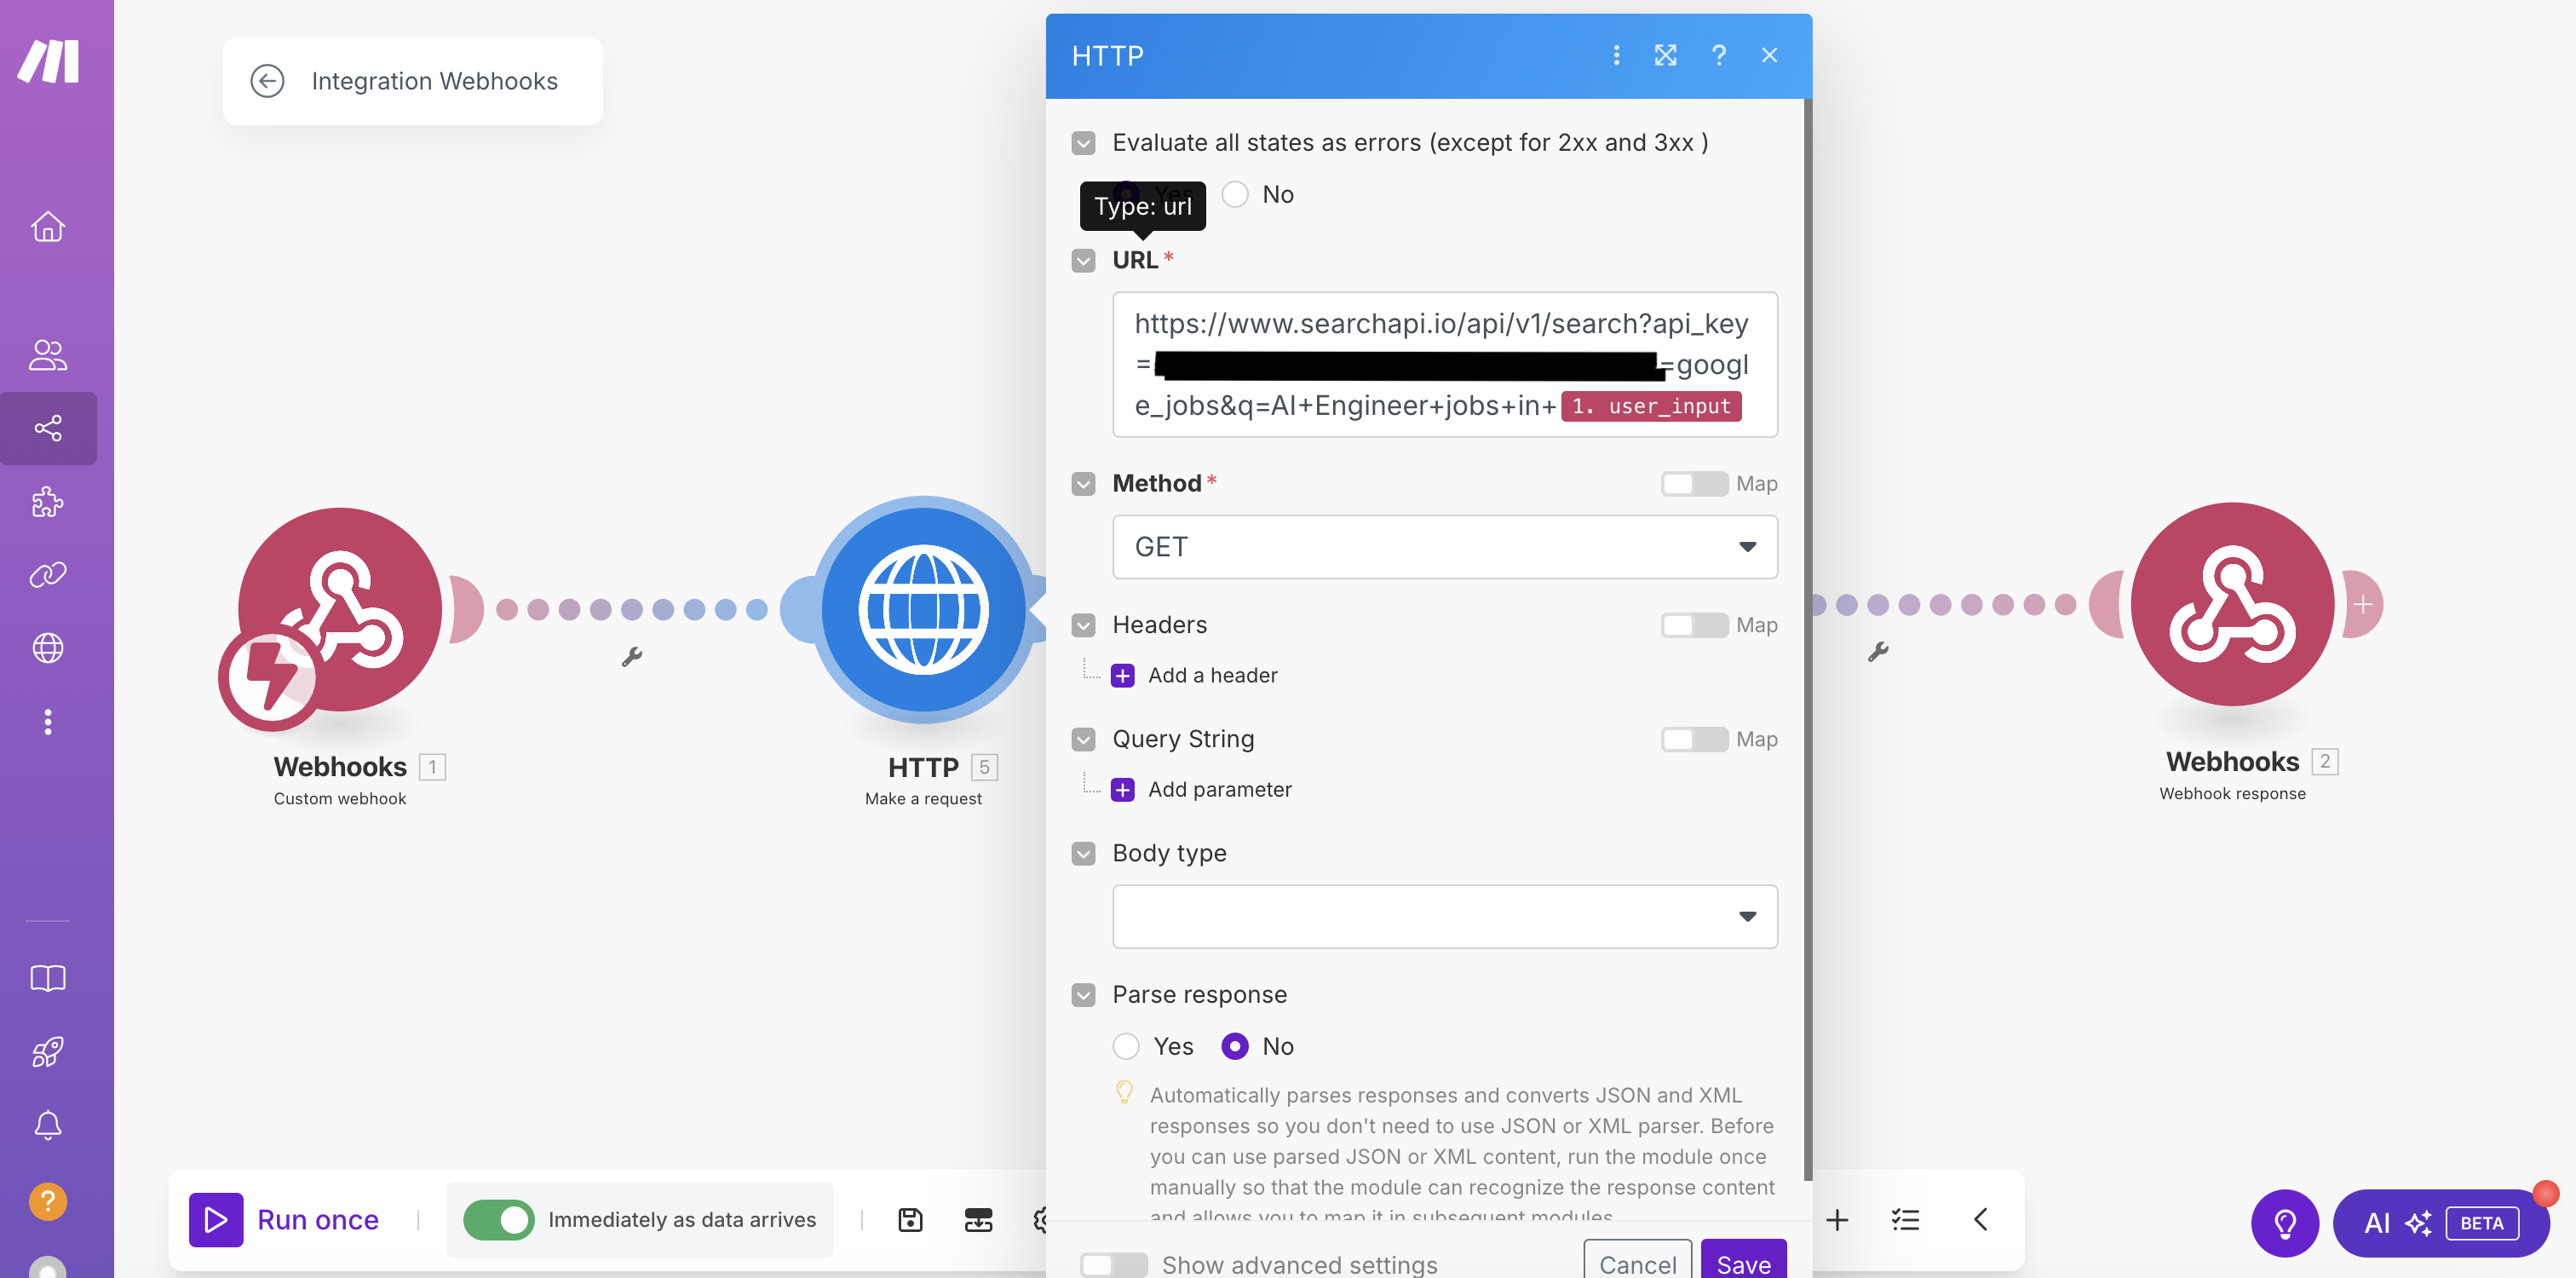 Integration Webhooks
HTTP
Evaluate all states as errors (except for 2xx and 3xx )
Yes No
Type: url
URL *
https://www.searchapi.io/api/v1/search?api_key
= =googl
e_jobs&q=AI+Engineer+jobs+in+ 1. user_input
Method *
Map
GET
Headers
Map
Add a header
Query String
Map
Add parameter
Body type
Parse response
Yes No
Automatically parses responses and converts JSON and XML
responses so you don't need to use JSON or XML parser. Before
you can use parsed JSON or XML content, run the module once
manually so that the module can recognize the response content
and allows you to map it in subsequent modules.
Show advanced settings
Cancel
Save
Webhooks 1
Custom webhook
HTTP 5
Make a request
Webhooks 2
Webhook response
Run once
Immediately as data arrives
AI BETA